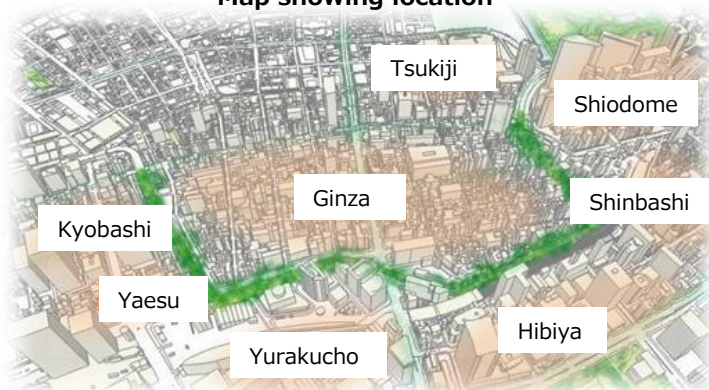 Map showing location
Tsukiji
Shiodome
Ginza
Shinbashi
Kyobashi
Yaesu
Hibiya
Yurakucho